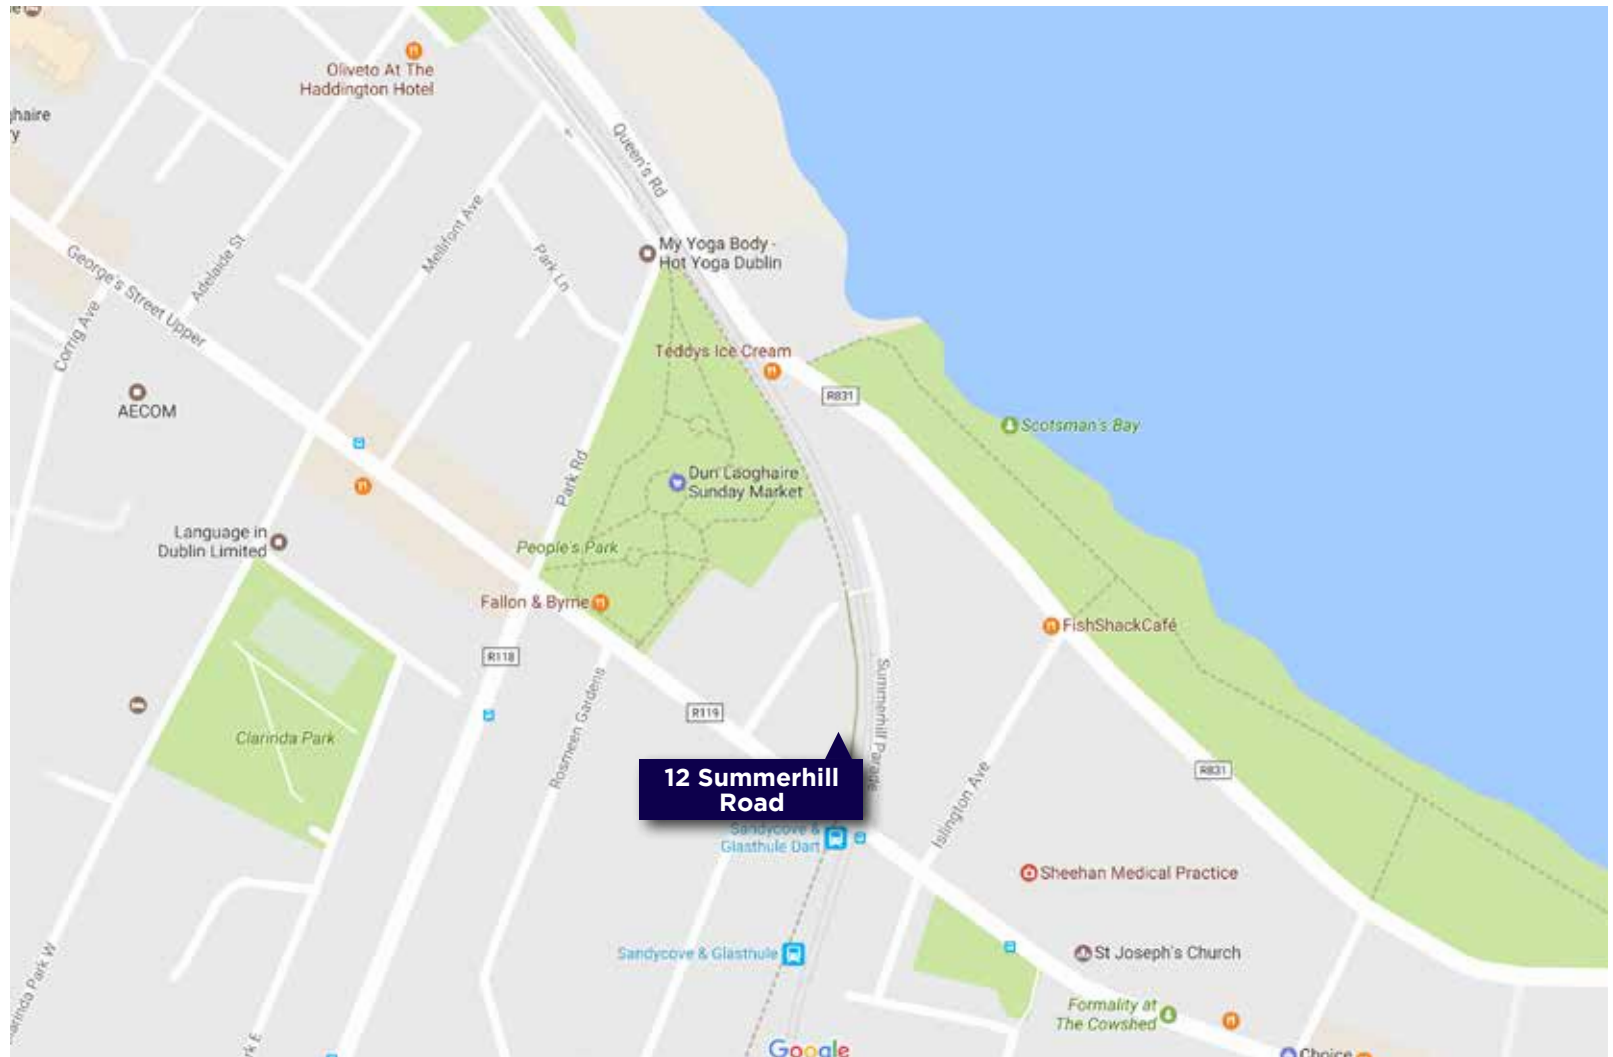 Oliveto At The
Haddington Hotel
Queen's Rd
My Yoga Body -
Hot Yoga Dublin
Mellifont Ave
Adelaide St
Park Ln
George's Street Upper
Corrig Ave
Teddys Ice Cream
R831
AECOM
Scotsman's Bay
Park Rd
Dun Laoghaire
Sunday Market
Language in
Dublin Limited
People's Park
Fallon & Byrne
FishShackCafé
R118
Summerhill Parade
Rosmeen Gardens
R119
Clarinda Park
12 Summerhill
Road
R831
Islington Ave
Sandycove &
Glasthule Dart
Sheehan Medical Practice
Sandycove & Glasthule
St Joseph's Church
Park W
Formality at
The Cowshed
Google
Choice